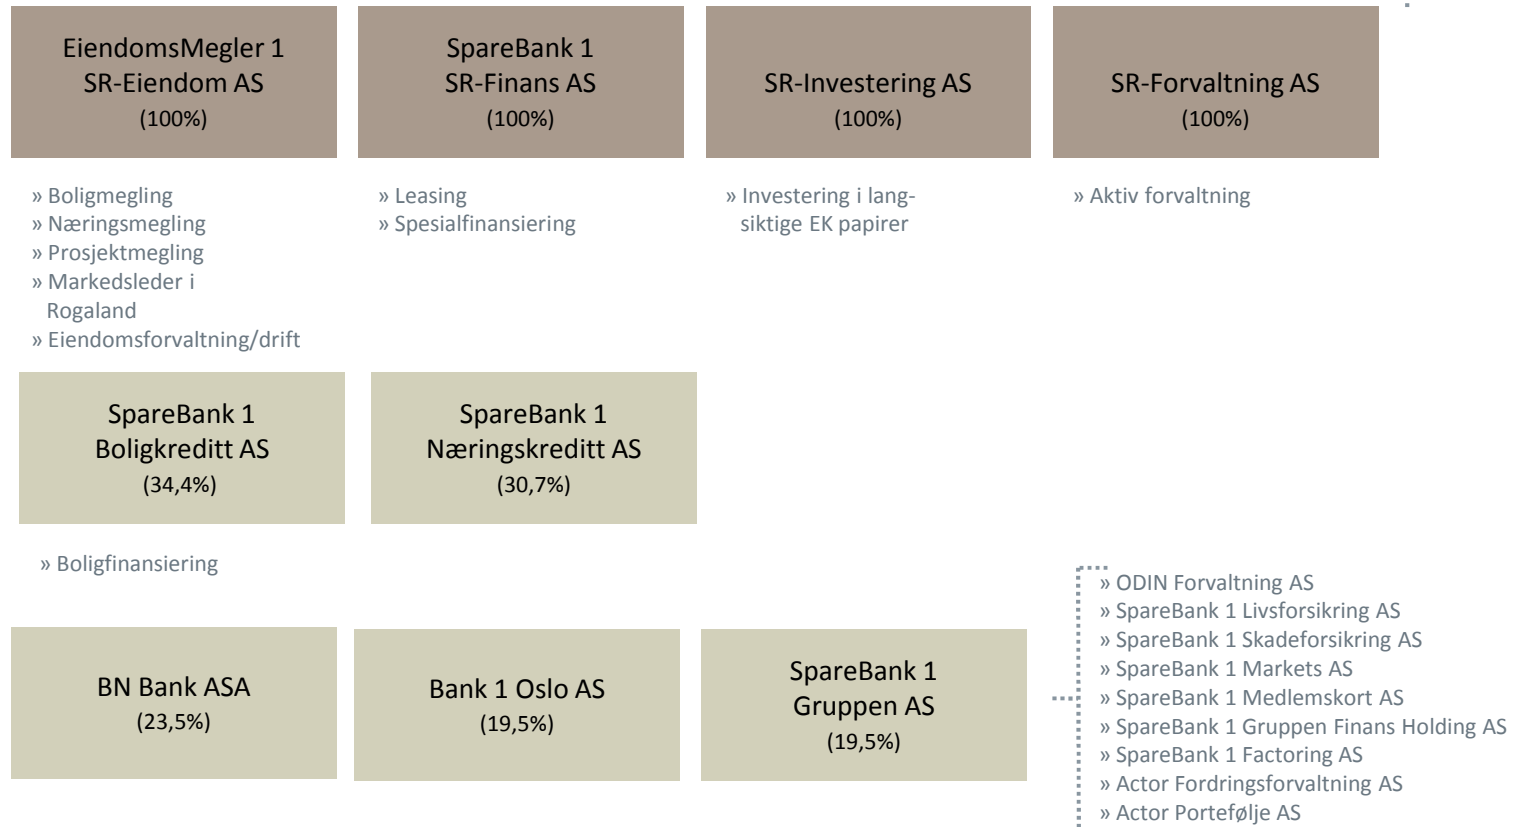 EiendomsMegler 1
SR-Eiendom AS
(100%)
SpareBank 1
SR-Finans AS
(100%)
SR-Investering AS
(100%)
SR-Forvaltning AS
(100%)
» Boligmegling
» Næringsmegling
» Prosjektmegling
» Markedsleder i
Rogaland
» Eiendomsforvaltning/drift
» Leasing
» Spesialfinansiering
» Investering i lang-
siktige EK papirer
» Aktiv forvaltning
SpareBank 1
Boligkreditt AS
(34,4%)
SpareBank 1
Næringskreditt AS
(30,7%)
» Boligfinansiering
BN Bank ASA
(23,5%)
Bank 1 Oslo AS
(19,5%)
SpareBank 1
Gruppen AS
(19,5%)
» ODIN Forvaltning AS
» SpareBank 1 Livsforsikring AS
» SpareBank 1 Skadeforsikring AS
» SpareBank 1 Markets AS
» SpareBank 1 Medlemskort AS
» SpareBank 1 Gruppen Finans Holding AS
» SpareBank 1 Factoring AS
» Actor Fordringsforvaltning AS
» Actor Portefølje AS